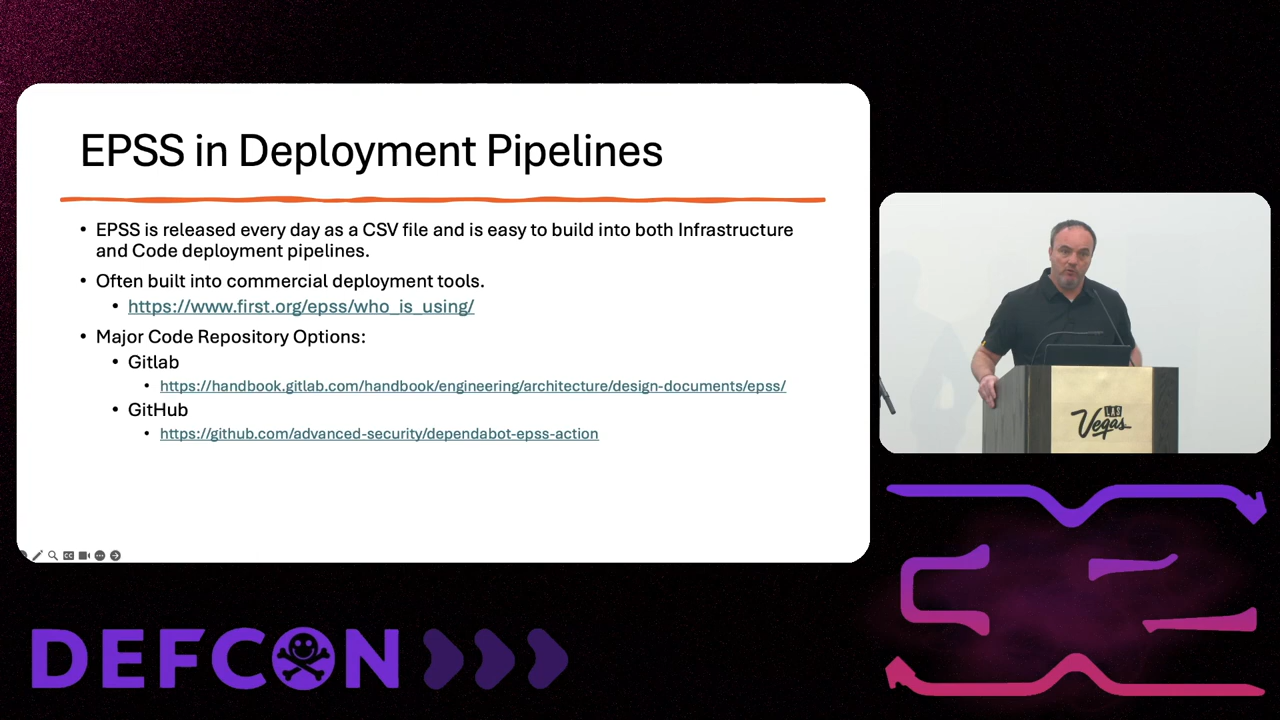 EPSS in Deployment Pipelines
• EPSS is released every day as a CSV file and is easy to build into both Infrastructure
and Code deployment pipelines.
• Often built into commercial deployment tools.
• https://www.first.org/epss/who_is_using/
• Major Code Repository Options:
• Gitlab
• https://handbook.gitlab.com/handbook/engineering/architecture/design-documents/epss/
• GitHub
• https://github.com/advanced-security/dependabot-epss-action
LAS
Vegas
DEFCON